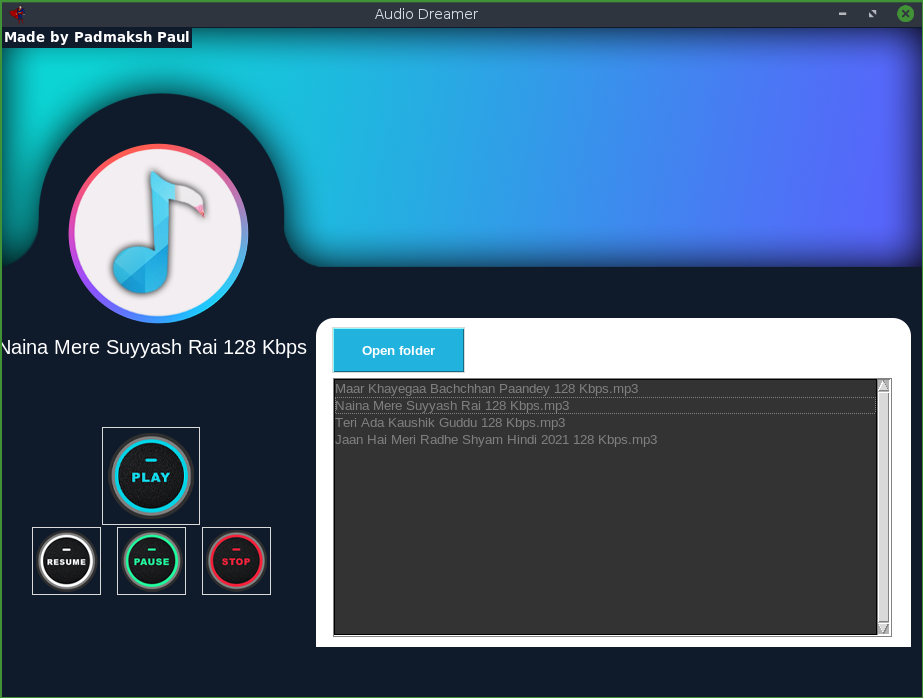 Audio Dreamer
Made by Padmaksh Paul
Naina Mere Suyyash Rai 128 Kbps
Open folder
Maar Khayegaa Bachchhan Paandey 128 Kbps.mp3
Naina Mere Suyyash Rai 128 Kbps.mp3
Teri Ada Kaushik Guddu 128 Kbps.mp3
Jaan Hai Meri Radhe Shyam Hindi 2021 128 Kbps.mp3
PLAY
RESUME
PAUSE
STOP